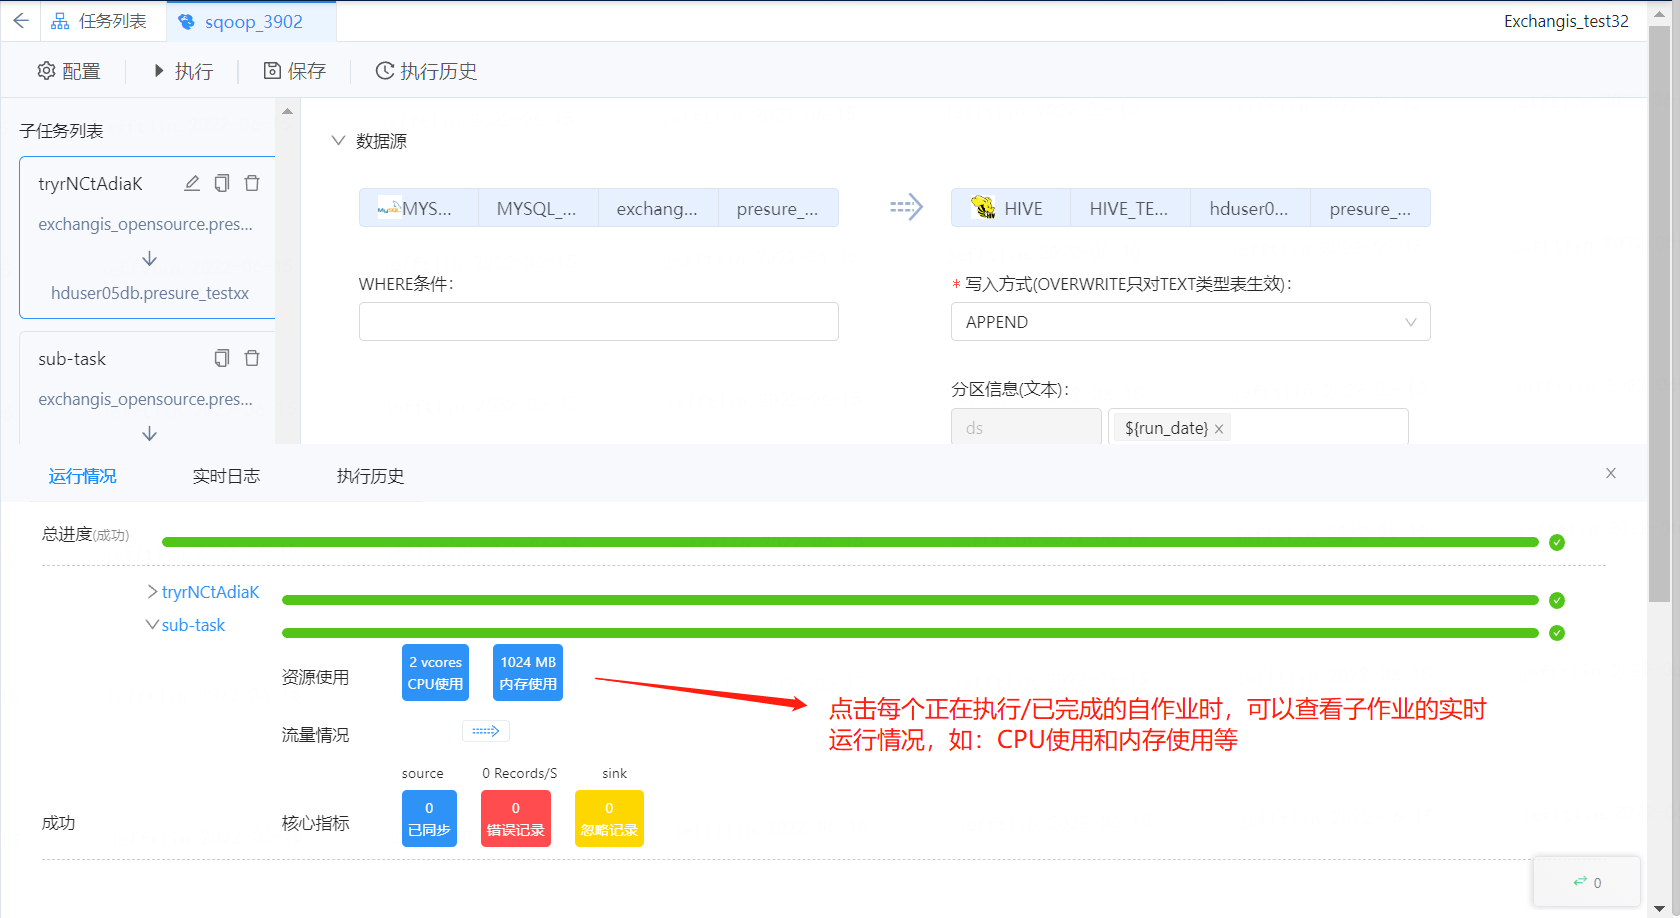 任务列表
sqoop_3902
Exchangis_test32
配置
执行
保存
执行历史
子任务列表
tryrNCtAdiaK
exchangis_opensource.pres...
hduser05db.presure_testxx
sub-task
exchangis_opensource.pres...
数据源
MySQL MYS...
MYSQL_...
exchang...
presure_...
HIVE
HIVE_TE...
hduser0...
presure_...
WHERE条件:
* 写入方式(OVERWRITE只对TEXT类型表生效):
APPEND
分区信息(文本):
ds
${run_date} ×
运行情况
实时日志
执行历史
总进度(成功)
tryrNCtAdiaK
sub-task
资源使用
2 vcores
CPU使用
1024 MB
内存使用
点击每个正在执行/已完成的自作业时，可以查看子作业的实时
运行情况，如：CPU使用和内存使用等
流量情况
source
0 Records/S
sink
成功
核心指标
0
已同步
0
错误记录
0
忽略记录
0